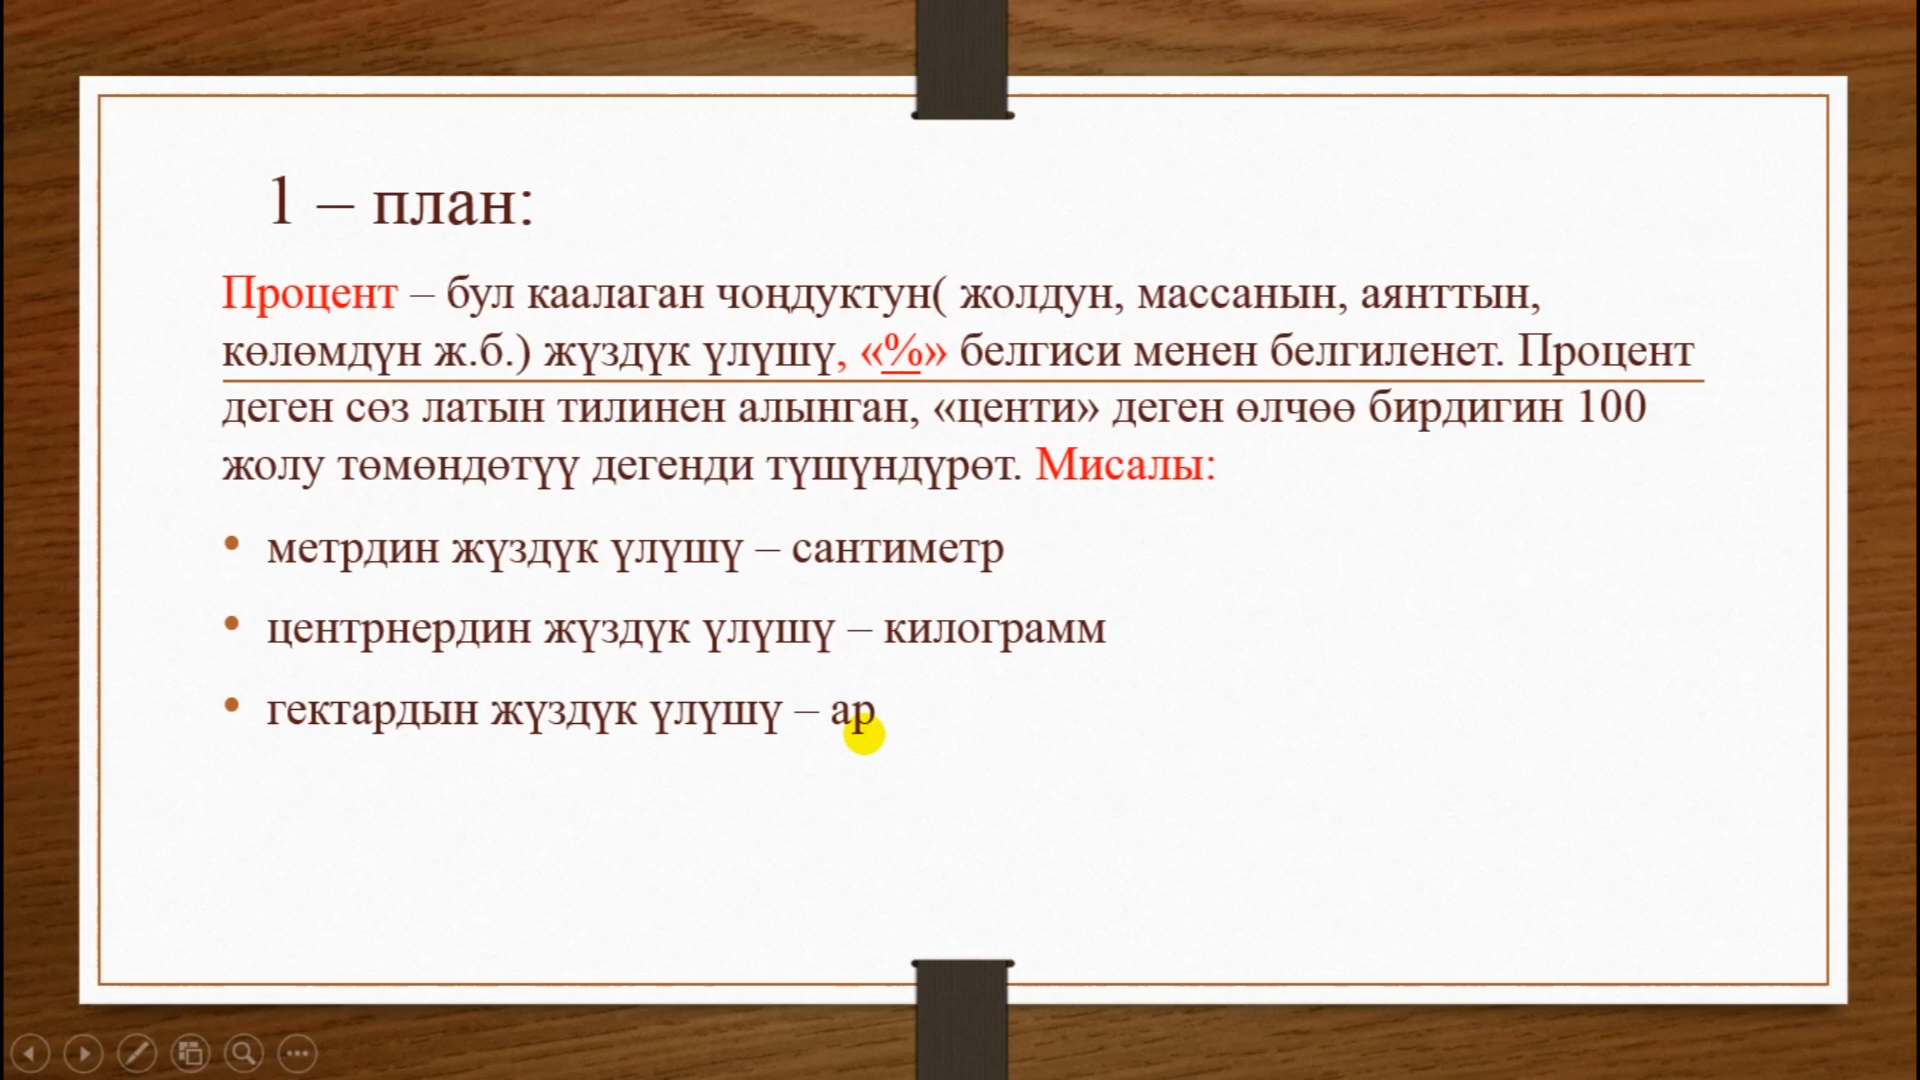 1 – план:
Процент – бул каалаган чоңдуктун( жолдун, массанын, аянттын,
көлөмдүн ж.б.) жүздүк үлүшү, «%» белгиси менен белгиленет. Процент
деген сөз латын тилинен алынган, «центи» деген өлчөө бирдигин 100
жолу төмөндөтүү дегенди түшүндүрөт. Мисалы:
• метрдин жүздүк үлүшү – сантиметр
• центрнердин жүздүк үлүшү – килограмм
• гектардын жүздүк үлүшү – ар